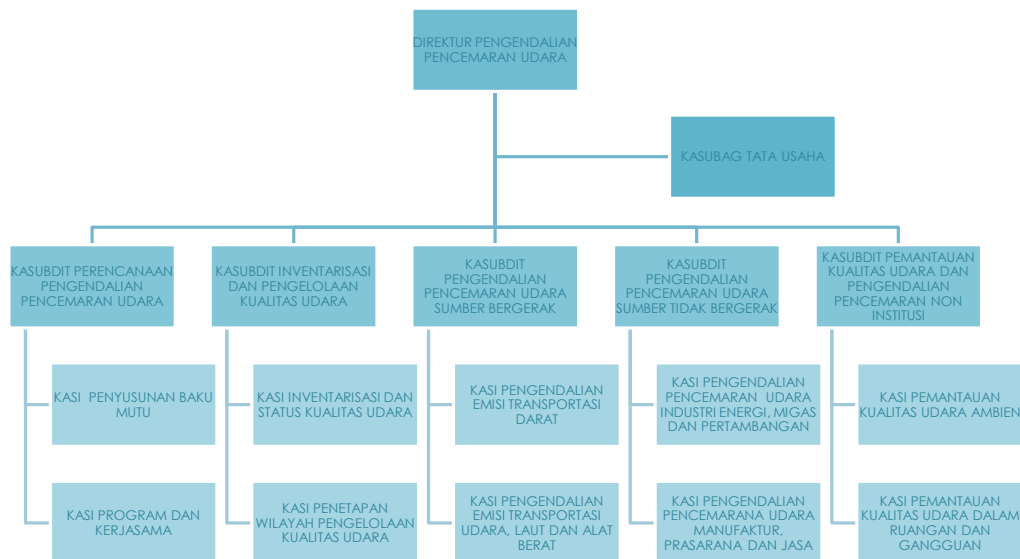 DIREKTUR PENGENDALIAN
PENCEMARAN UDARA
KASUBAG TATA USAHA
KASUBDIT PERENCANAAN
PENGENDALIAN
PENCEMARAN UDARA
KASUBDIT INVENTARISASI
DAN PENGELOLAAN
KUALITAS UDARA
KASUBDIT
PENGENDALIAN
PENCEMARAN UDARA
SUMBER BERGERAK
KASUBDIT
PENGENDALIAN
PENCEMARAN UDARA
SUMBER TIDAK BERGERAK
KASUBDIT PEMANTAUAN
KUALITAS UDARA DAN
PENGENDALIAN
PENCEMARAN NON
INSTITUSI
KASI PENYUSUNAN BAKU
MUTU
KASI INVENTARISASI DAN
STATUS KUALITAS UDARA
KASI PENGENDALIAN
EMISI TRANSPORTASI
DARAT
KASI PENGENDALIAN
PENCEMARAN UDARA
INDUSTRI ENERGI, MIGAS
DAN PERTAMBANGAN
KASI PEMANTAUAN
KUALITAS UDARA AMBIEN
KASI PROGRAM DAN
KERJASAMA
KASI PENETAPAN
WILAYAH PENGELOLAAN
KUALITAS UDARA
KASI PENGENDALIAN
EMISI TRANSPORTASI
UDARA, LAUT DAN ALAT
BERAT
KASI PENGENDALIAN
PENCEMARANA UDARA
MANUFAKTUR,
PRASARANA DAN JASA
KASI PEMANTAUAN
KUALITAS UDARA DALAM
RUANGAN DAN
GANGGUAN